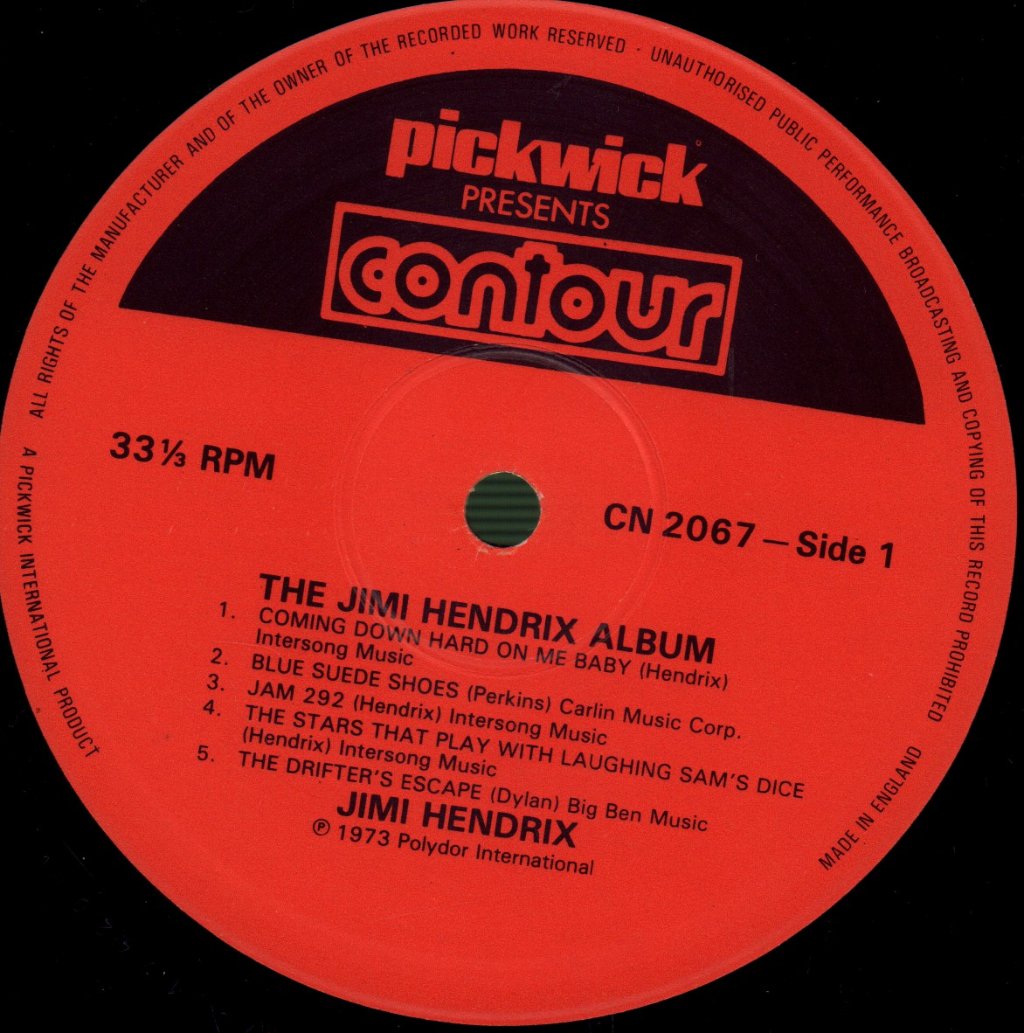 ALL RIGHTS OF THE MANUFACTURER AND OF THE OWNER OF THE RECORDED WORK RESERVED · UNAUTHORISED PUBLIC PERFORMANCE BROADCASTING AND COPYING OF THIS RECORD PROHIBITED
pickwick
PRESENTS
contour
33⅓ RPM
CN 2067 — Side 1
THE JIMI HENDRIX ALBUM
1. COMING DOWN HARD ON ME BABY (Hendrix)
Intersong Music
2. BLUE SUEDE SHOES (Perkins) Carlin Music Corp.
3. JAM 292 (Hendrix) Intersong Music
4. THE STARS THAT PLAY WITH LAUGHING SAM'S DICE
(Hendrix) Intersong Music
5. THE DRIFTER'S ESCAPE (Dylan) Big Ben Music
JIMI HENDRIX
℗ 1973 Polydor International
A PICKWICK INTERNATIONAL PRODUCT
MADE IN ENGLAND